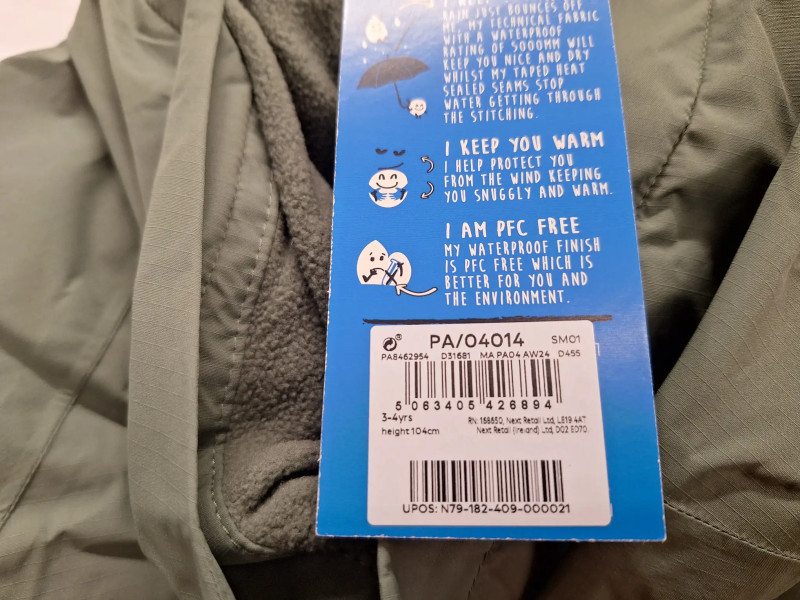 RAIN JUST BOUNCES OFF
MY TECHNICAL FABRIC
WITH A WATERPROOF
RATING OF 5000MM WILL
KEEP YOU NICE AND DRY
WHILST MY TAPED HEAT
SEALED SEAMS STOP
WATER GETTING THROUGH
THE STITCHING.
I KEEP YOU WARM
I HELP PROTECT YOU
FROM THE WIND KEEPING
YOU SNUGGLY AND WARM.
I AM PFC FREE
MY WATERPROOF FINISH
IS PFC FREE WHICH IS
BETTER FOR YOU AND
THE ENVIRONMENT.
® PA/04014 SM01
PA8462954 D31681 MA PA04 AW24 D455
5 063405 426894
3-4yrs RN: 158650, Next Retail Ltd, LE19 4AT
height 104cm Next Retail (Ireland) Ltd, D02 ED70
UPOS: N79-182-409-000021